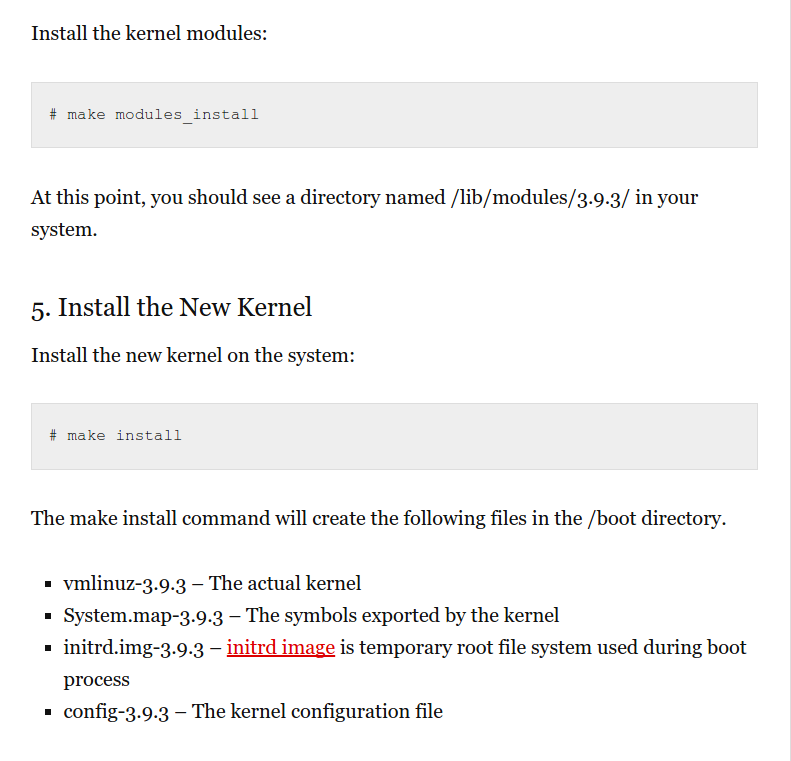 Install the kernel modules:
# make modules_install
At this point, you should see a directory named /lib/modules/3.9.3/ in your
system.
5. Install the New Kernel
Install the new kernel on the system:
# make install
The make install command will create the following files in the /boot directory.
▪ vmlinuz-3.9.3 – The actual kernel
▪ System.map-3.9.3 – The symbols exported by the kernel
▪ initrd.img-3.9.3 – initrd image is temporary root file system used during boot
process
▪ config-3.9.3 – The kernel configuration file